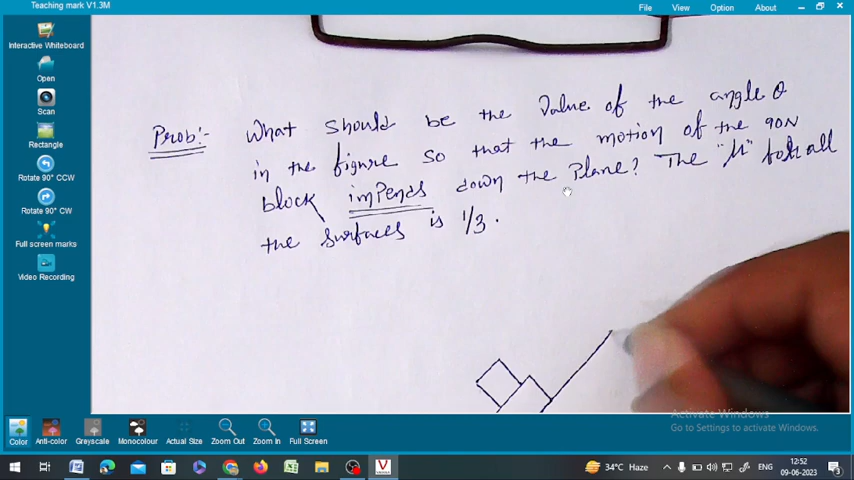 Teaching mark V1.3M
File View Option About
Interactive Whiteboard
Open
Scan
Rectangle
Rotate 90° CCW
Rotate 90° CW
Full screen marks
Video Recording
Prob:- What should be the Value of the angle θ
in the figure so that the motion of the 90N
block impends down the Plane? The "μ" for all
the surfaces is 1/3.
Activate Windows
Go to Settings to activate Windows.
Color Anti-color Greyscale Monocolour Actual Size Zoom Out Zoom In Full Screen
34°C Haze ENG 12:52
09-06-2023 3